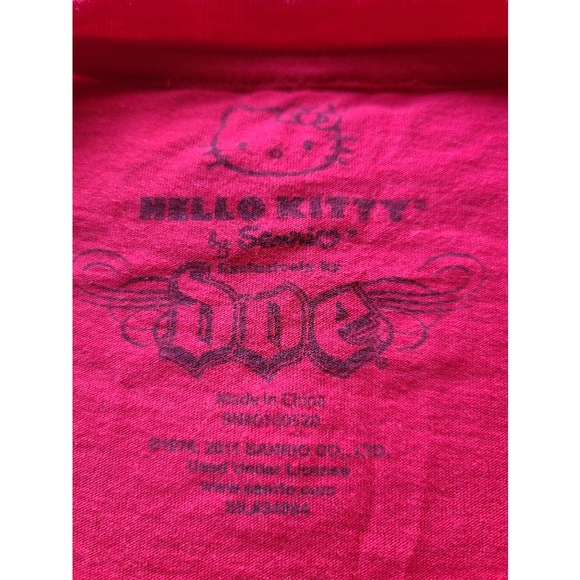 HELLO KITTY®
by Sanrio®
Exclusively by
doe
Made in China
©1976, 2011 SANRIO CO., LTD.
Used Under License
www.sanrio.com